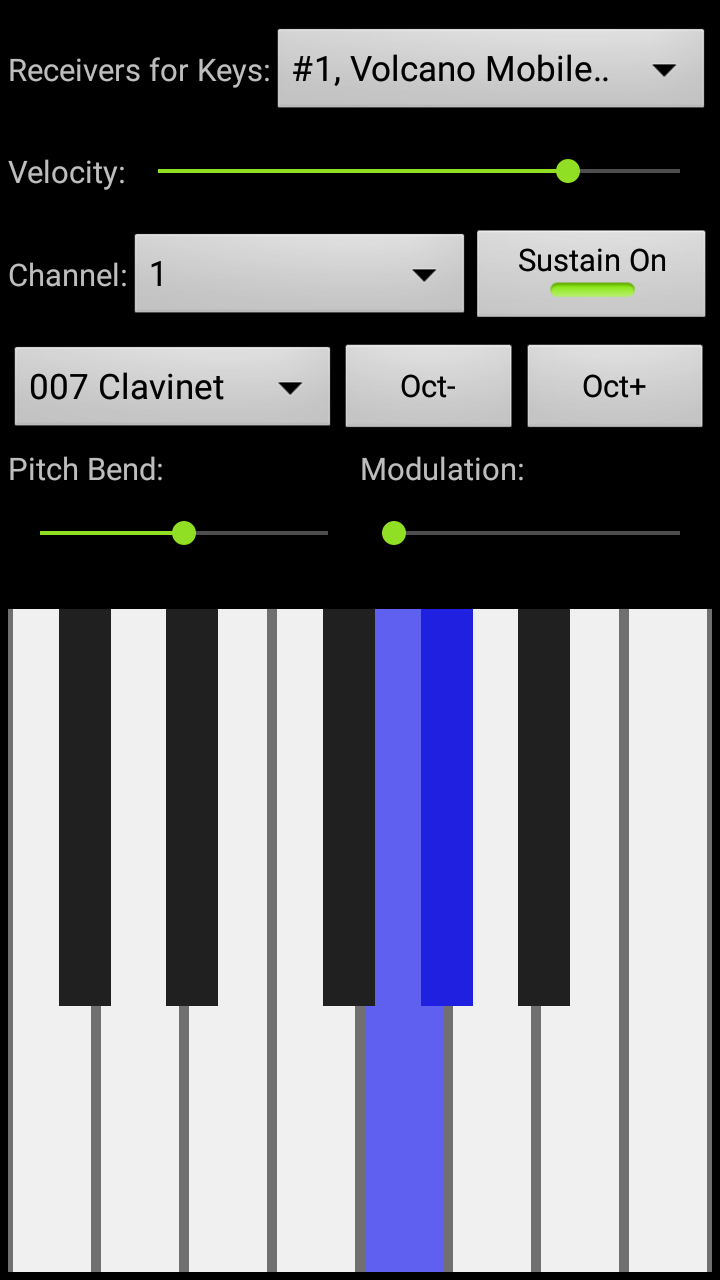 Receivers for Keys: #1, Volcano Mobile..
Velocity:
Channel: 1 Sustain On
007 Clavinet Oct- Oct+
Pitch Bend: Modulation: